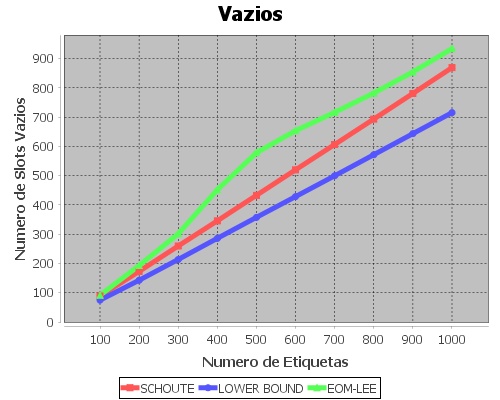 Vazios
Numero de Slots Vazios
900
800
700
600
500
400
300
200
100
0
100 200 300 400 500 600 700 800 900 1000
Numero de Etiquetas
SCHOUTE LOWER BOUND EOM-LEE